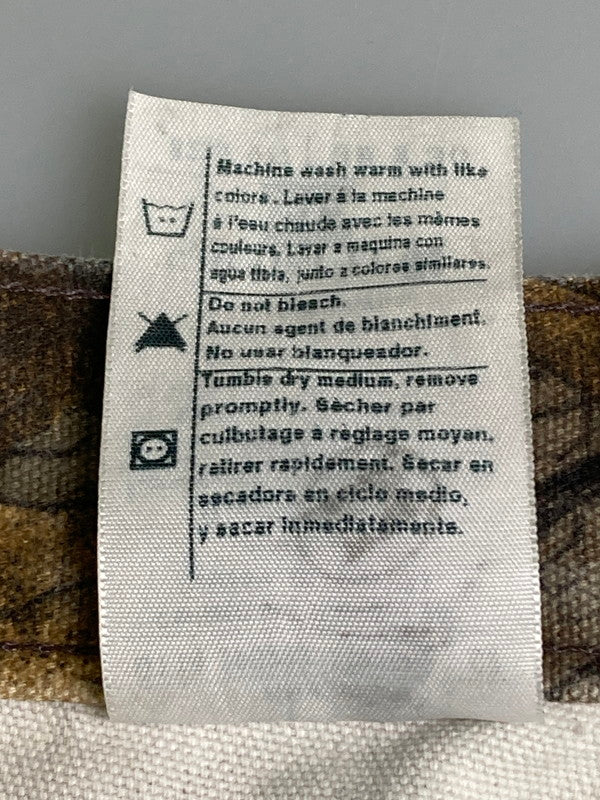 Machine wash warm with like
colors. Laver à la machine
à l'eau chaude avec les mêmes
couleurs. Lavar a maquina con
agua tibia, junto a colores similares.
Do not bleach.
Aucun agent de blanchiment.
No usar blanqueador.
Tumble dry medium, remove
promptly. Sècher par
culbutage a reglage moyen,
retirer rapidement. Secar en
secadora en ciclo medio,
y sacar inmediatamente.